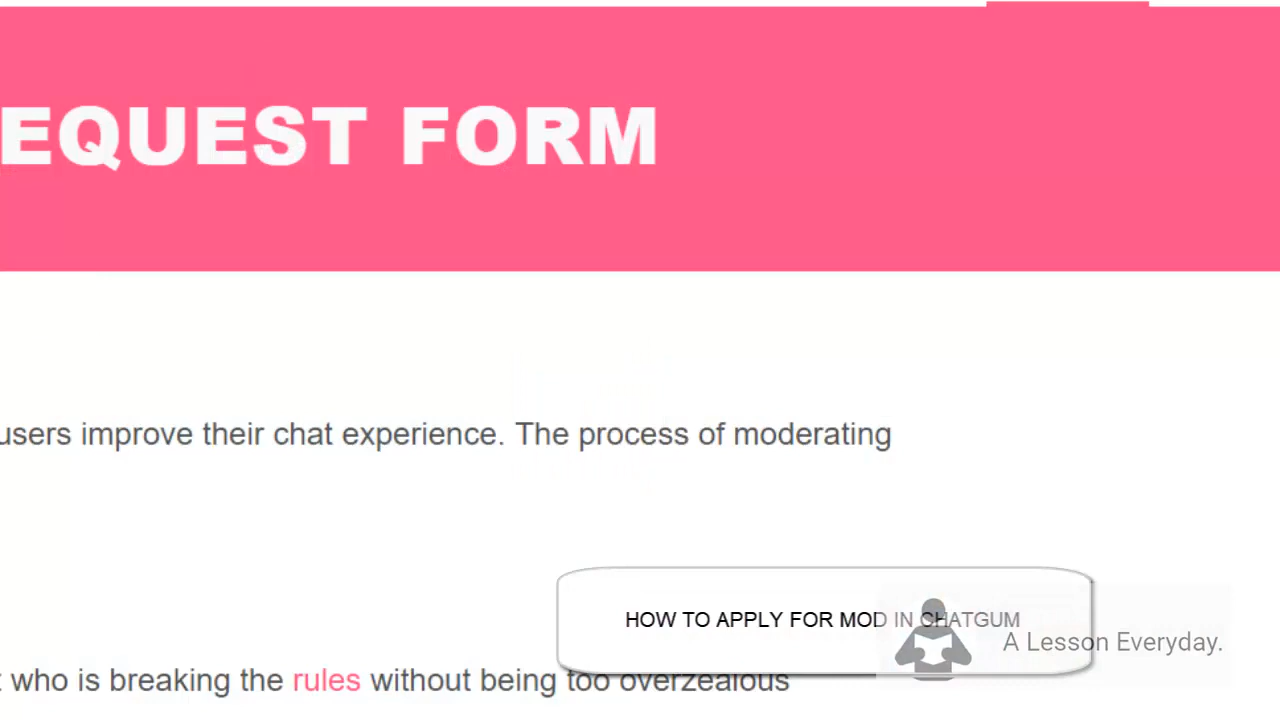 EQUEST FORM
users improve their chat experience. The process of moderating
HOW TO APPLY FOR MOD IN CHATGUM
A Lesson Everyday.
who is breaking the rules without being too overzealous